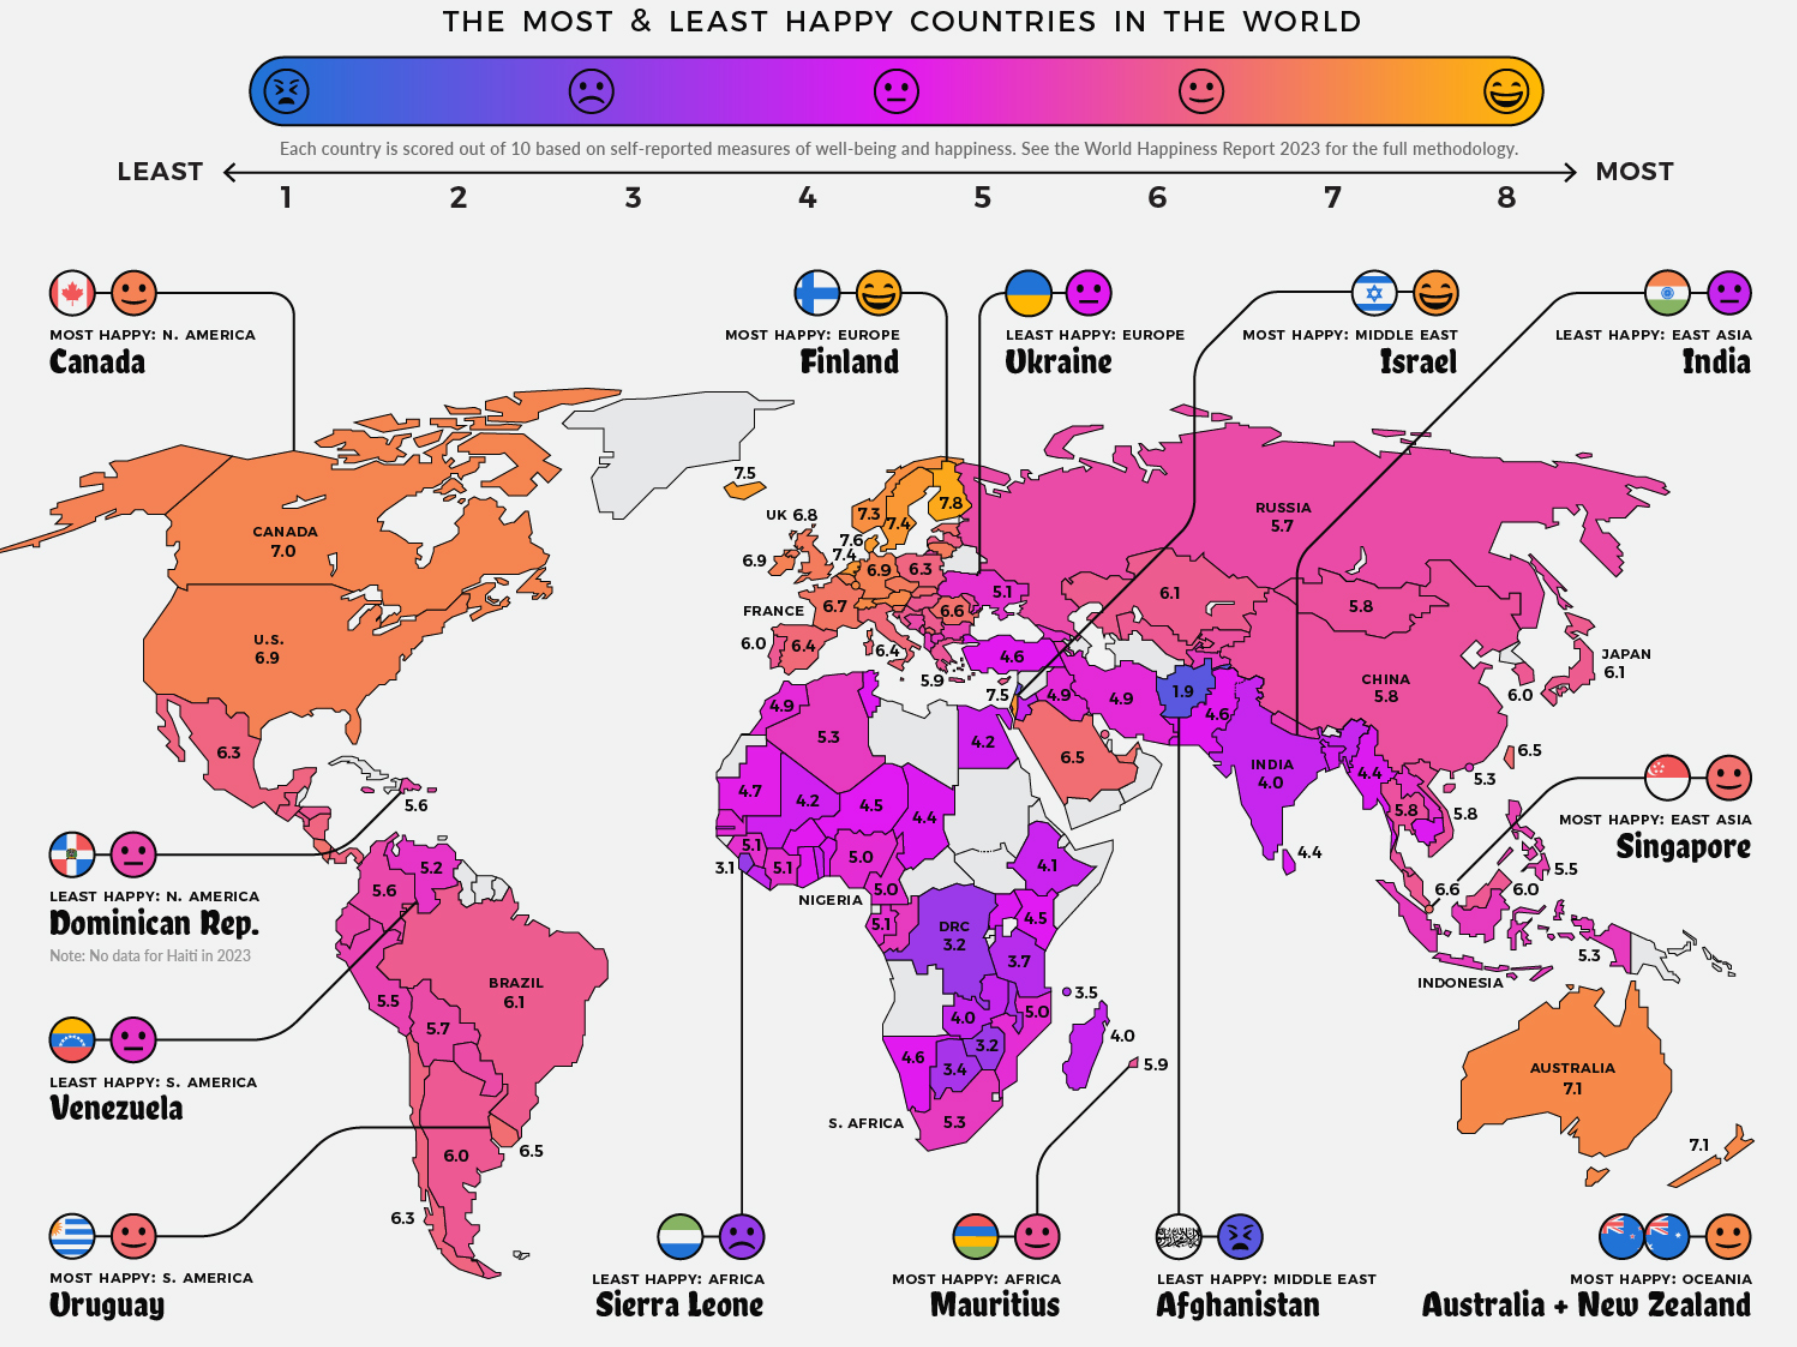 THE MOST & LEAST HAPPY COUNTRIES IN THE WORLD
Each country is scored out of 10 based on self-reported measures of well-being and happiness. See the World Happiness Report 2023 for the full methodology.
LEAST
MOST
1 2 3 4 5 6 7 8
MOST HAPPY: N. AMERICA
Canada
MOST HAPPY: EUROPE
Finland
LEAST HAPPY: EUROPE
Ukraine
MOST HAPPY: MIDDLE EAST
Israel
LEAST HAPPY: EAST ASIA
India
CANADA
7.0
U.S.
6.9
6.3
5.6
LEAST HAPPY: N. AMERICA
Dominican Rep.
Note: No data for Haiti in 2023
LEAST HAPPY: S. AMERICA
Venezuela
MOST HAPPY: S. AMERICA
Uruguay
5.2
5.6
BRAZIL
6.1
5.5
5.7
6.0
6.5
6.3
7.5
UK 6.8
6.9
7.3
7.4
7.8
7.6
7.4
6.9
6.3
5.1
FRANCE
6.7
6.6
6.0
6.4
6.4
5.9
4.6
7.5
RUSSIA
5.7
6.1
5.8
CHINA
5.8
JAPAN
6.1
6.0
4.9
4.9
1.9
4.6
6.5
INDIA
4.0
4.4
4.4
5.8
5.8
5.3
6.5
5.5
6.6
6.0
5.3
INDONESIA
MOST HAPPY: EAST ASIA
Singapore
4.9
5.3
4.2
4.7
4.2
4.5
4.4
5.1
3.1
5.1
5.0
5.0
NIGERIA
5.1
4.1
4.5
DRC
3.2
3.7
3.5
4.0
5.0
3.2
4.6
3.4
4.0
5.9
S. AFRICA
5.3
AUSTRALIA
7.1
7.1
LEAST HAPPY: AFRICA
Sierra Leone
MOST HAPPY: AFRICA
Mauritius
LEAST HAPPY: MIDDLE EAST
Afghanistan
MOST HAPPY: OCEANIA
Australia + New Zealand